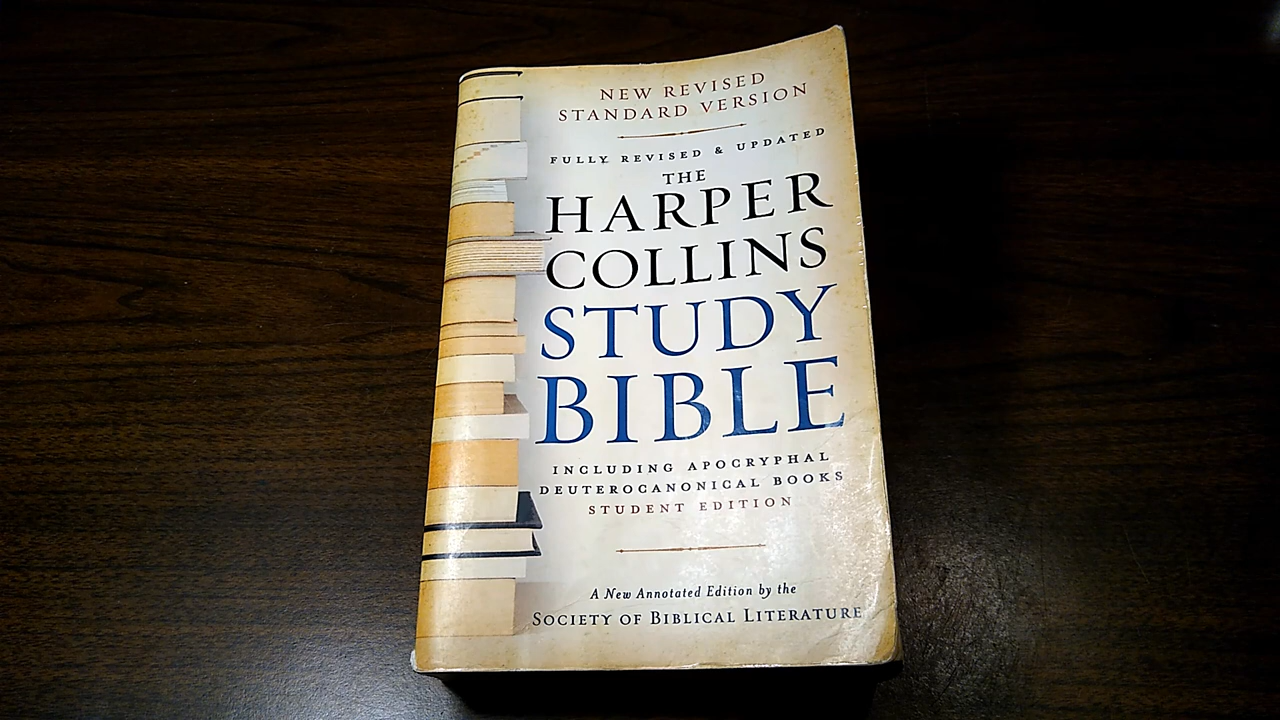 NEW REVISED
STANDARD VERSION
FULLY REVISED & UPDATED
THE
HARPER
COLLINS
STUDY
BIBLE
INCLUDING APOCRYPHAL
DEUTEROCANONICAL BOOKS
STUDENT EDITION
A New Annotated Edition by the
SOCIETY OF BIBLICAL LITERATURE